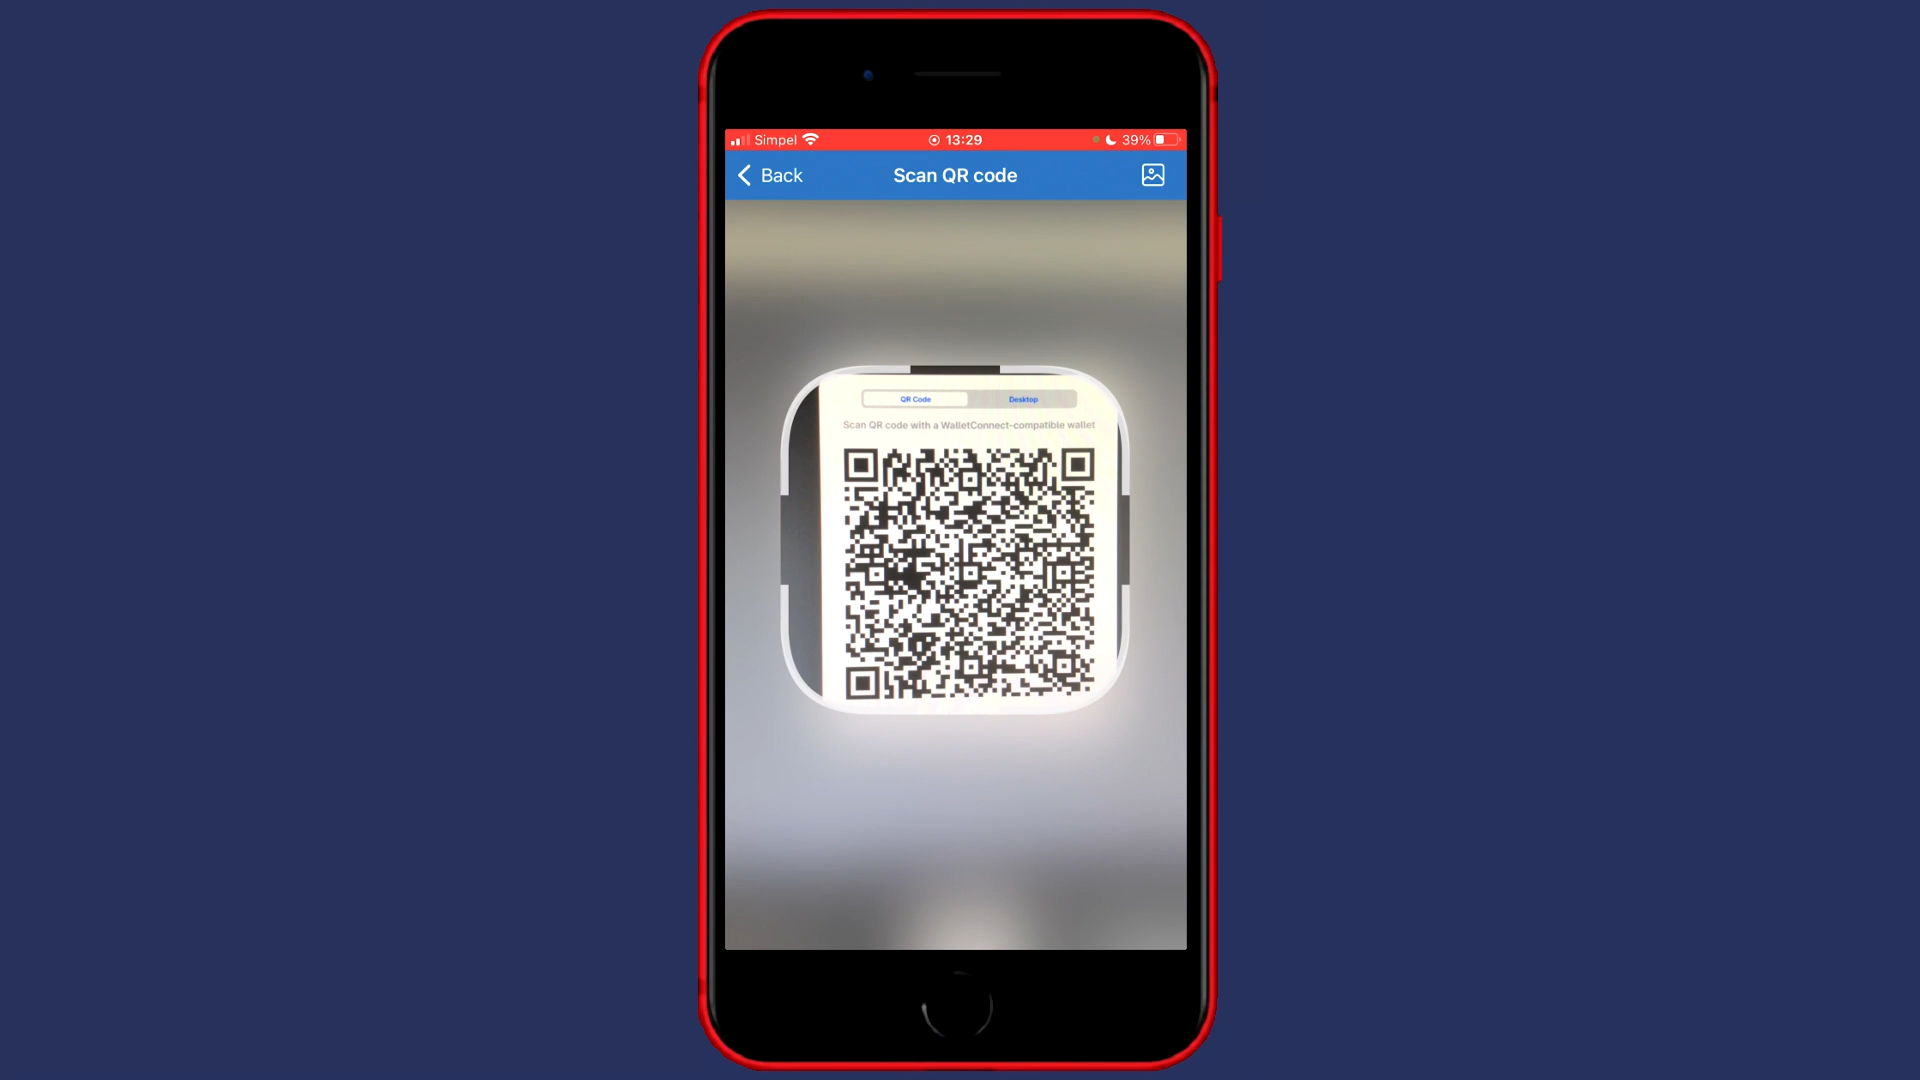 Simpel 13:29 39%
Back Scan QR code
QR Code Desktop
Scan QR code with a WalletConnect-compatible wallet